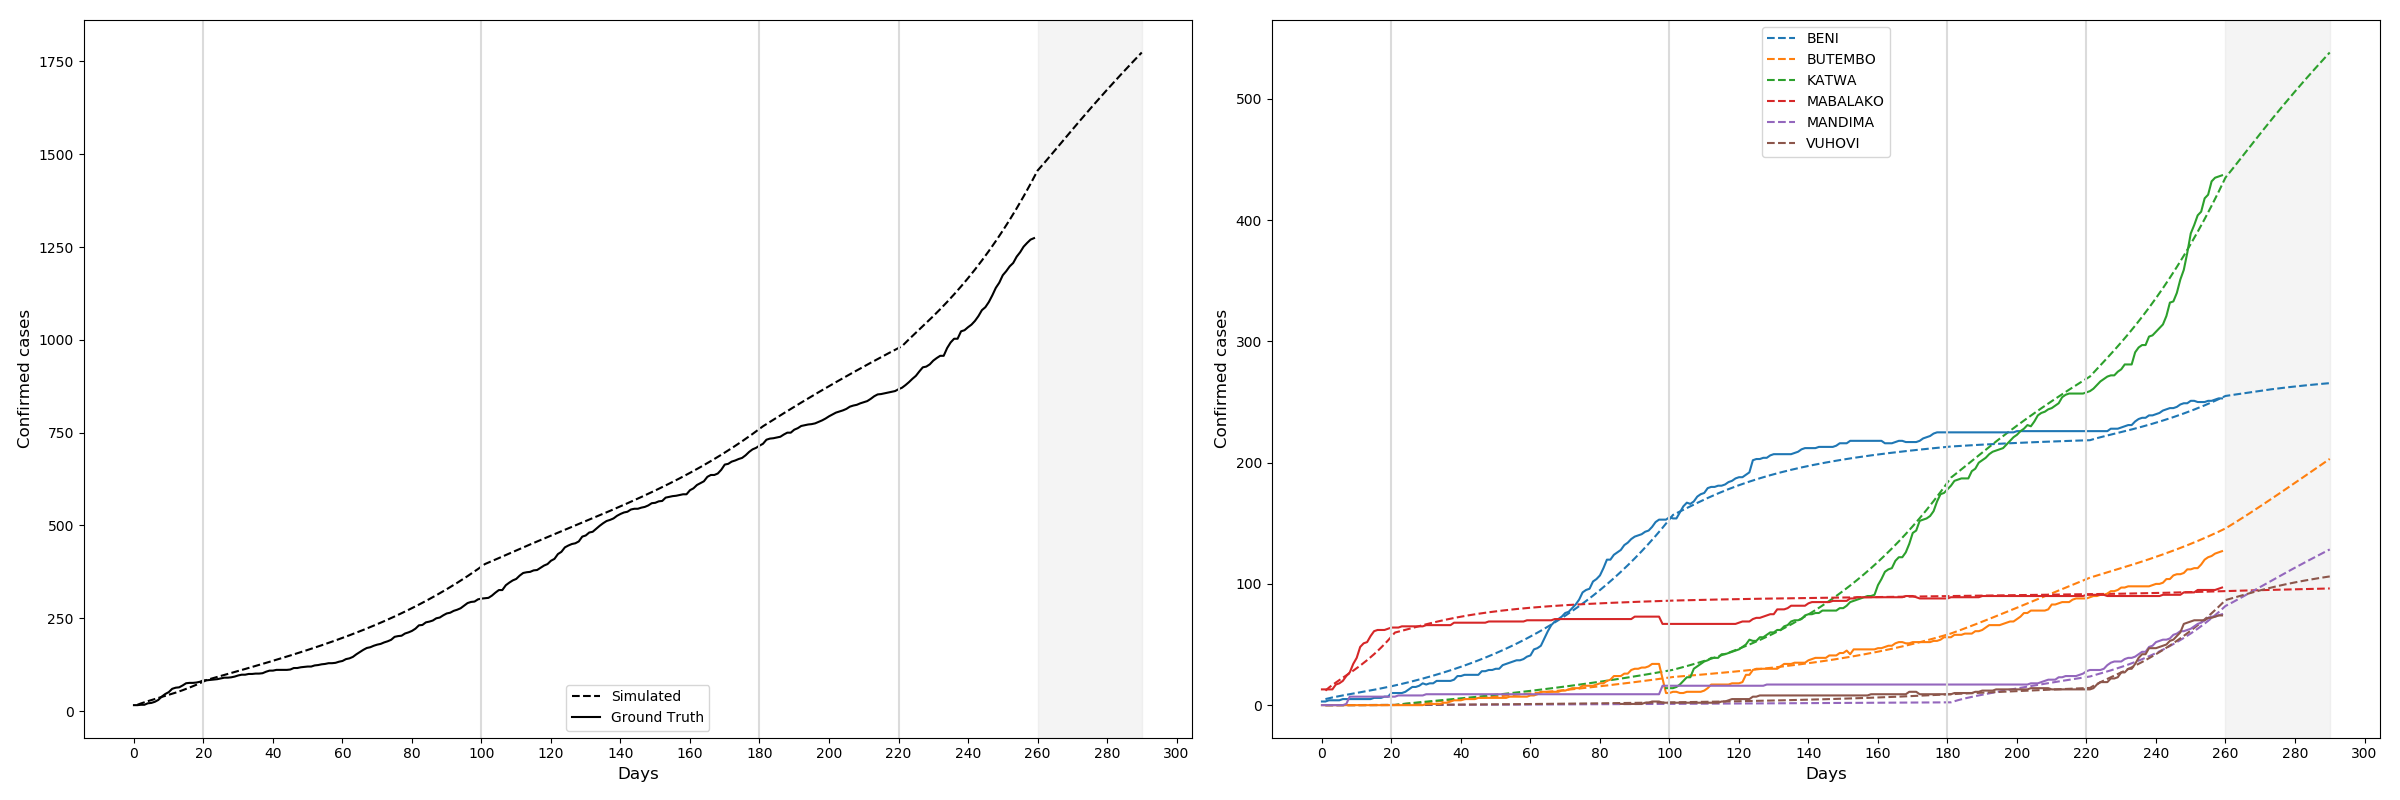 1750
1500
1250
1000
750
500
250
0
Confirmed cases
Simulated
Ground Truth
0 20 40 60 80 100 120 140 160 180 200 220 240 260 280 300
Days
500
400
300
200
100
0
Confirmed cases
BENI
BUTEMBO
KATWA
MABALAKO
MANDIMA
VUHOVI
0 20 40 60 80 100 120 140 160 180 200 220 240 260 280 300
Days